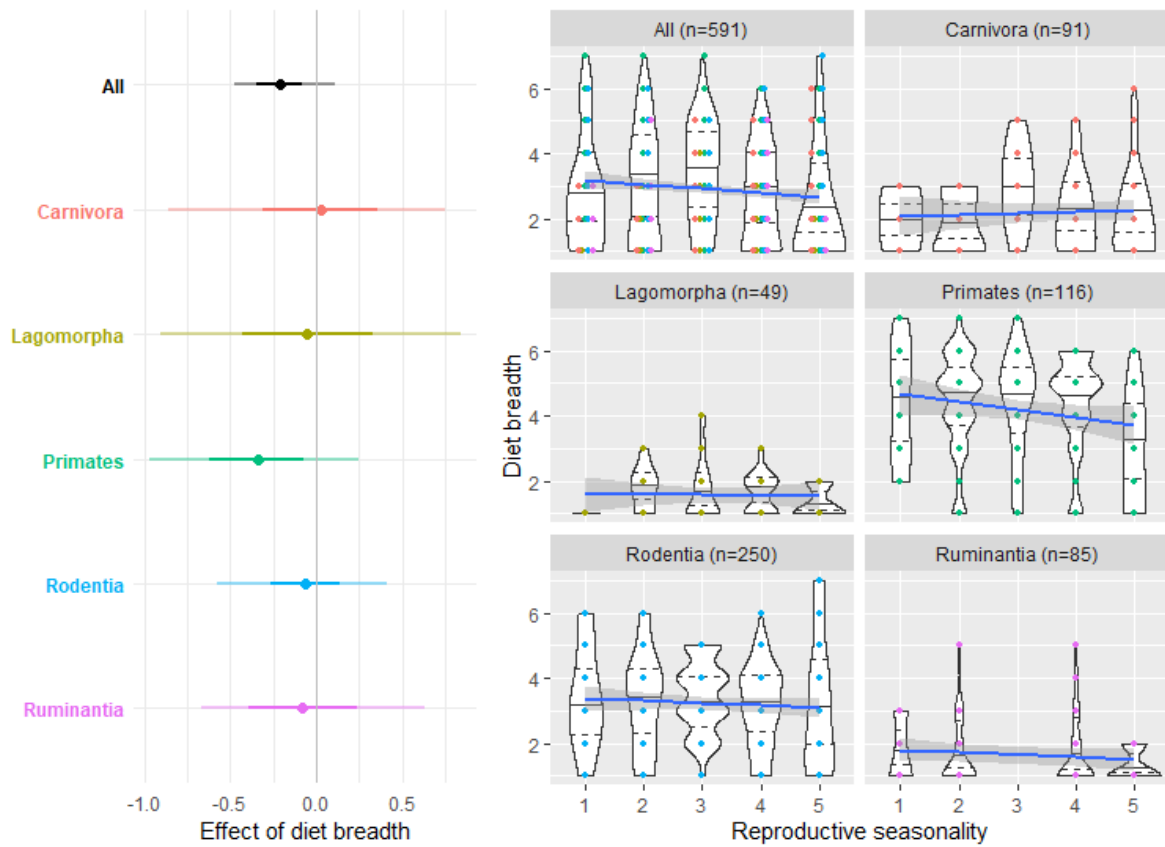 All
Carnivora
Lagomorpha
Primates
Rodentia
Ruminantia
-1.0 -0.5 0.0 0.5
Effect of diet breadth
All (n=591) Carnivora (n=91)
6
4
2
Lagomorpha (n=49) Primates (n=116)
6
4
2
Rodentia (n=250) Ruminantia (n=85)
6
4
2
1 2 3 4 5 1 2 3 4 5
Diet breadth
Reproductive seasonality